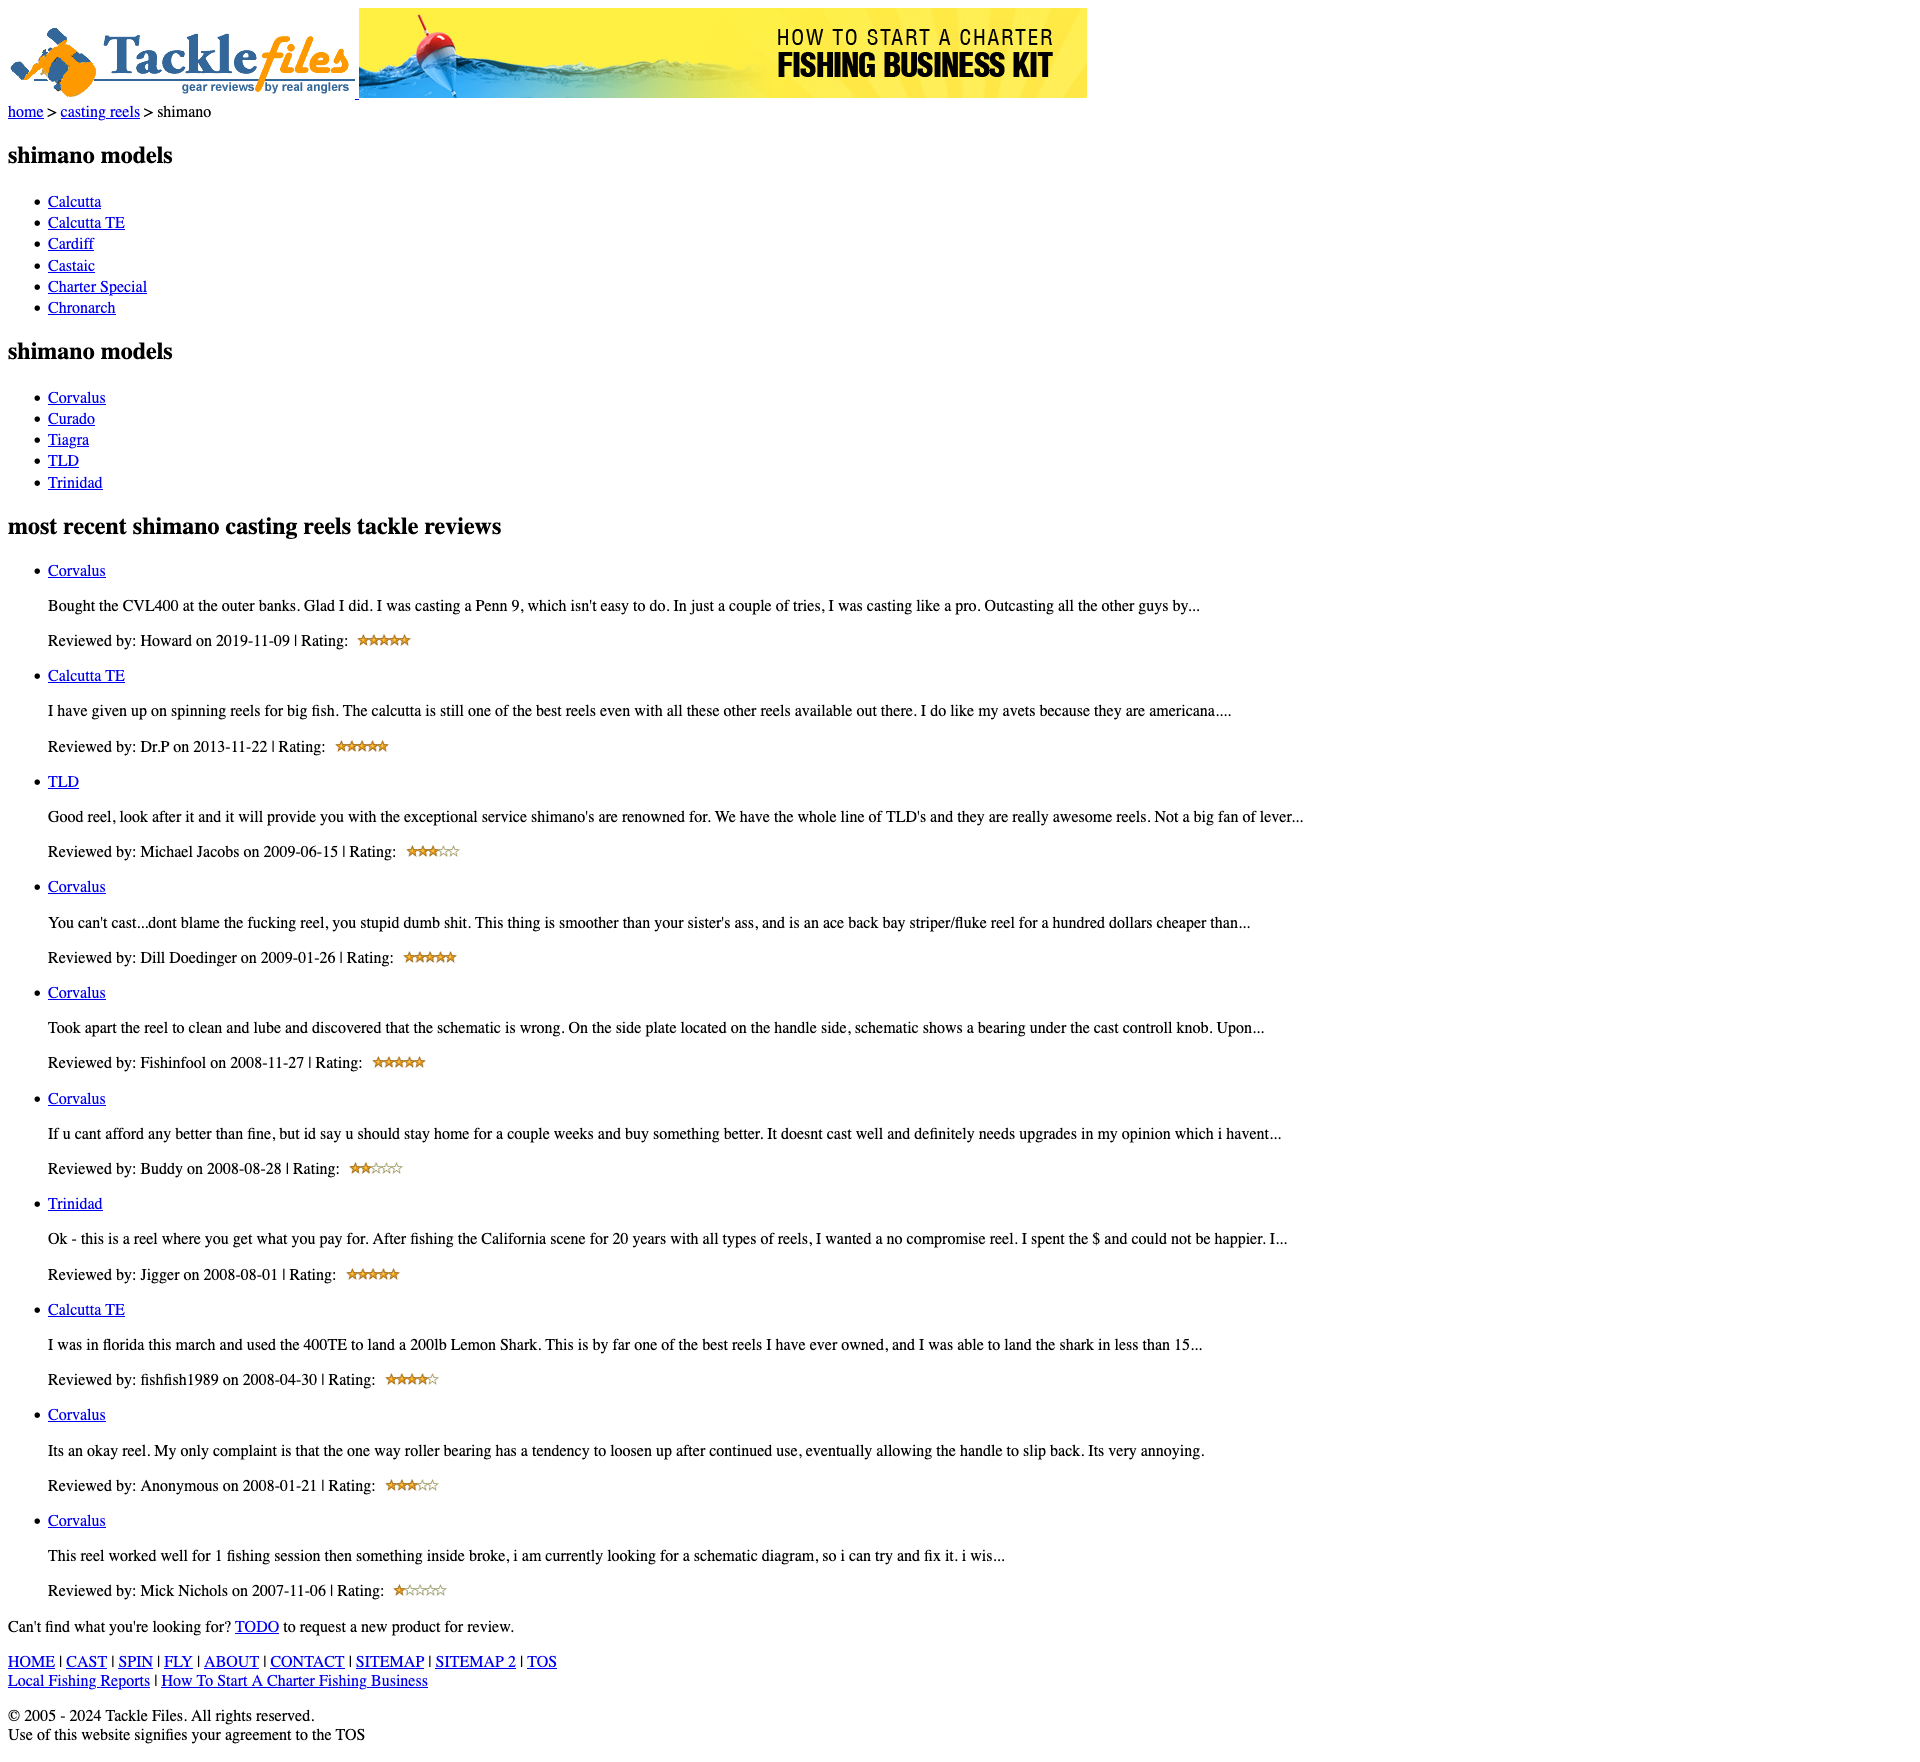 Tacklefiles
gear reviews by real anglers
HOW TO START A CHARTER
FISHING BUSINESS KIT
home > casting reels > shimano
shimano models
Calcutta
Calcutta TE
Cardiff
Castaic
Charter Special
Chronarch
shimano models
Corvalus
Curado
Tiagra
TLD
Trinidad
most recent shimano casting reels tackle reviews
Corvalus
Bought the CVL400 at the outer banks. Glad I did. I was casting a Penn 9, which isn't easy to do. In just a couple of tries, I was casting like a pro. Outcasting all the other guys by...
Reviewed by: Howard on 2019-11-09 | Rating:
Calcutta TE
I have given up on spinning reels for big fish. The calcutta is still one of the best reels even with all these other reels available out there. I do like my avets because they are americana....
Reviewed by: Dr.P on 2013-11-22 | Rating:
TLD
Good reel, look after it and it will provide you with the exceptional service shimano's are renowned for. We have the whole line of TLD's and they are really awesome reels. Not a big fan of lever...
Reviewed by: Michael Jacobs on 2009-06-15 | Rating:
Corvalus
You can't cast...dont blame the fucking reel, you stupid dumb shit. This thing is smoother than your sister's ass, and is an ace back bay striper/fluke reel for a hundred dollars cheaper than...
Reviewed by: Dill Doedinger on 2009-01-26 | Rating:
Corvalus
Took apart the reel to clean and lube and discovered that the schematic is wrong. On the side plate located on the handle side, schematic shows a bearing under the cast controll knob. Upon...
Reviewed by: Fishinfool on 2008-11-27 | Rating:
Corvalus
If u cant afford any better than fine, but id say u should stay home for a couple weeks and buy something better. It doesnt cast well and definitely needs upgrades in my opinion which i havent...
Reviewed by: Buddy on 2008-08-28 | Rating:
Trinidad
Ok - this is a reel where you get what you pay for. After fishing the California scene for 20 years with all types of reels, I wanted a no compromise reel. I spent the $ and could not be happier. I...
Reviewed by: Jigger on 2008-08-01 | Rating:
Calcutta TE
I was in florida this march and used the 400TE to land a 200lb Lemon Shark. This is by far one of the best reels I have ever owned, and I was able to land the shark in less than 15...
Reviewed by: fishfish1989 on 2008-04-30 | Rating:
Corvalus
Its an okay reel. My only complaint is that the one way roller bearing has a tendency to loosen up after continued use, eventually allowing the handle to slip back. Its very annoying.
Reviewed by: Anonymous on 2008-01-21 | Rating:
Corvalus
This reel worked well for 1 fishing session then something inside broke, i am currently looking for a schematic diagram, so i can try and fix it. i wis...
Reviewed by: Mick Nichols on 2007-11-06 | Rating:
Can't find what you're looking for? TODO to request a new product for review.
HOME | CAST | SPIN | FLY | ABOUT | CONTACT | SITEMAP | SITEMAP 2 | TOS
Local Fishing Reports | How To Start A Charter Fishing Business
© 2005 - 2024 Tackle Files. All rights reserved.
Use of this website signifies your agreement to the TOS